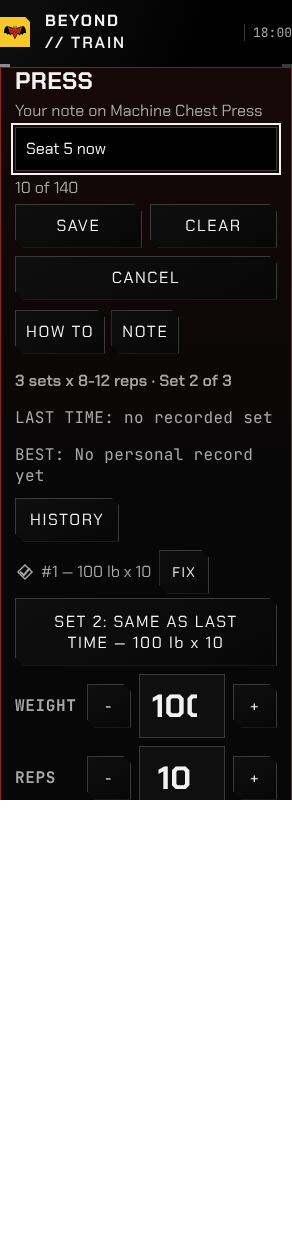 BEYOND
// TRAIN
18:00
PRESS
Your note on Machine Chest Press
Seat 5 now
10 of 140
SAVE
CLEAR
CANCEL
HOW TO
NOTE
3 sets x 8-12 reps · Set 2 of 3
LAST TIME: no recorded set
BEST: No personal record
yet
HISTORY
#1 — 100 lb x 10
FIX
SET 2: SAME AS LAST
TIME — 100 lb x 10
WEIGHT
-
100
+
REPS
-
10
+